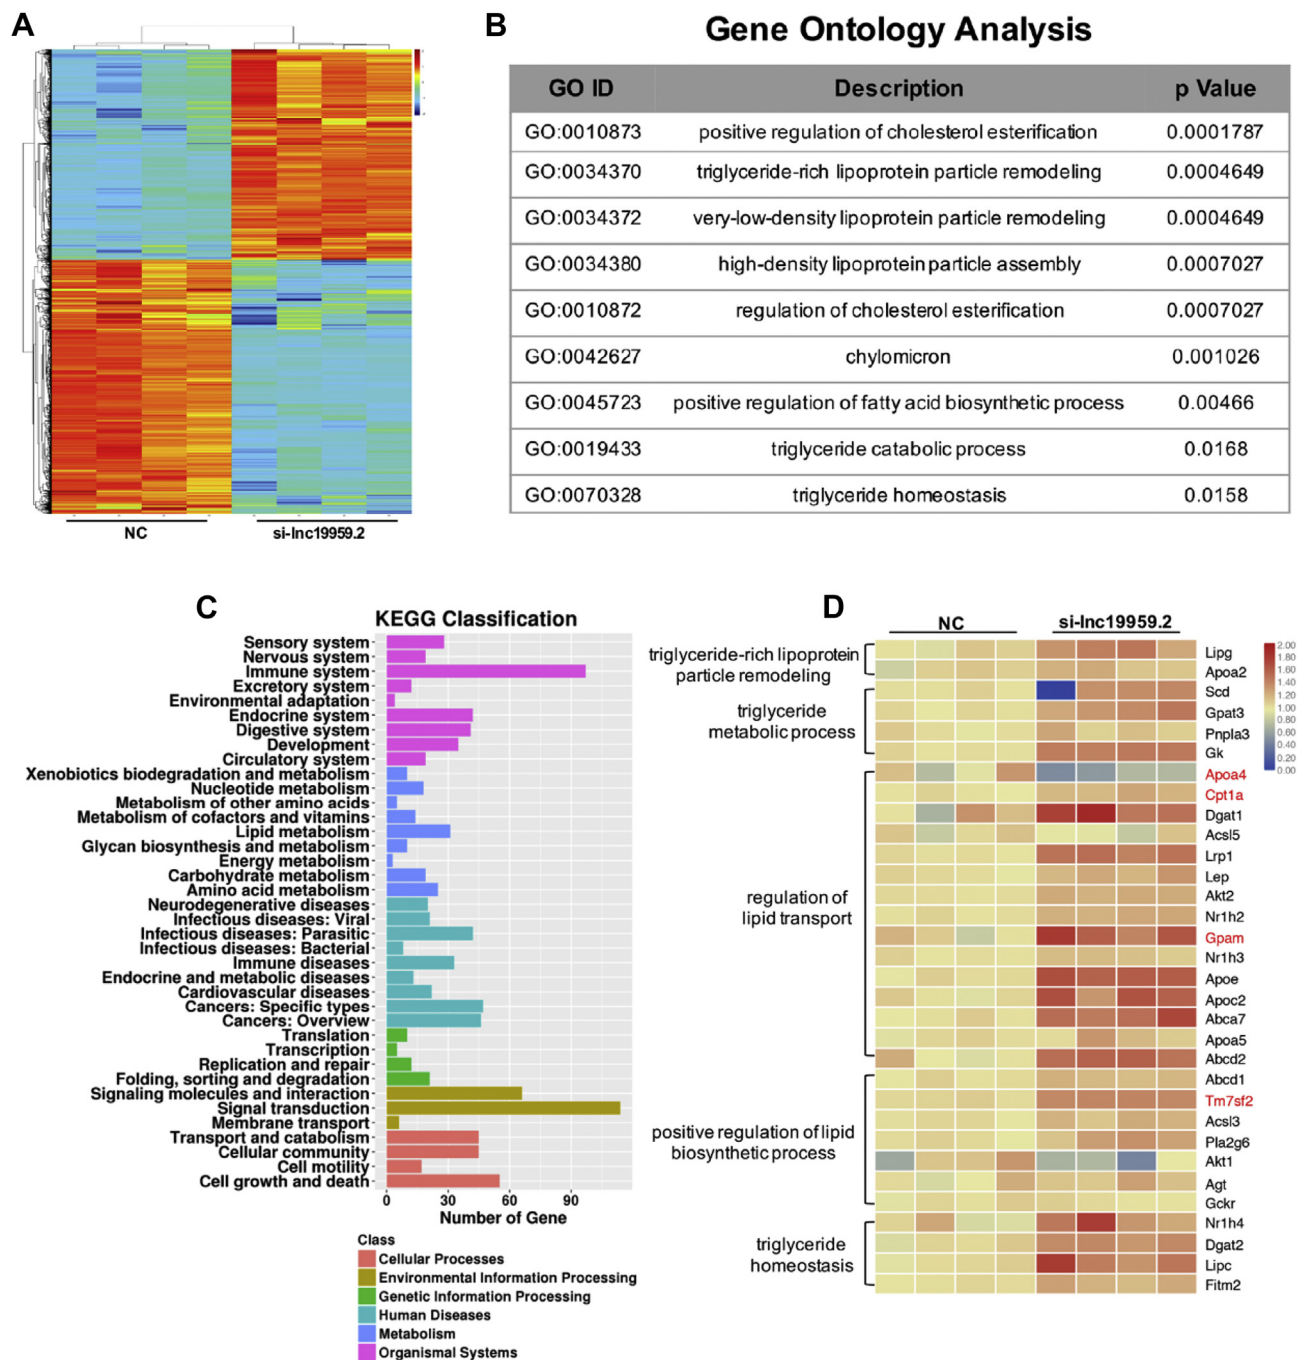 A
NC
si-lnc19959.2
B
Gene Ontology Analysis
GO ID Description p Value
GO:0010873 positive regulation of cholesterol esterification 0.0001787
GO:0034370 triglyceride-rich lipoprotein particle remodeling 0.0004649
GO:0034372 very-low-density lipoprotein particle remodeling 0.0004649
GO:0034380 high-density lipoprotein particle assembly 0.0007027
GO:0010872 regulation of cholesterol esterification 0.0007027
GO:0042627 chylomicron 0.001026
GO:0045723 positive regulation of fatty acid biosynthetic process 0.00466
GO:0019433 triglyceride catabolic process 0.0168
GO:0070328 triglyceride homeostasis 0.0158
C
KEGG Classification
Sensory system
Nervous system
Immune system
Excretory system
Environmental adaptation
Endocrine system
Digestive system
Development
Circulatory system
Xenobiotics biodegradation and metabolism
Nucleotide metabolism
Metabolism of other amino acids
Metabolism of cofactors and vitamins
Lipid metabolism
Glycan biosynthesis and metabolism
Energy metabolism
Carbohydrate metabolism
Amino acid metabolism
Neurodegenerative diseases
Infectious diseases: Viral
Infectious diseases: Parasitic
Infectious diseases: Bacterial
Immune diseases
Endocrine and metabolic diseases
Cardiovascular diseases
Cancers: Specific types
Cancers: Overview
Translation
Transcription
Replication and repair
Folding, sorting and degradation
Signaling molecules and interaction
Signal transduction
Membrane transport
Transport and catabolism
Cellular community
Cell motility
Cell growth and death
0 30 60 90
Number of Gene
Class
Cellular Processes
Environmental Information Processing
Genetic Information Processing
Human Diseases
Metabolism
Organismal Systems
D
NC
si-lnc19959.2
triglyceride-rich lipoprotein
particle remodeling
triglyceride
metabolic process
regulation of
lipid transport
positive regulation of lipid
biosynthetic process
triglyceride
homeostasis
Lipg
Apoa2
Scd
Gpat3
Pnpla3
Gk
Apoa4
Cpt1a
Dgat1
Acsl5
Lrp1
Lep
Akt2
Nr1h2
Gpam
Nr1h3
Apoe
Apoc2
Abca7
Apoa5
Abcd2
Abcd1
Tm7sf2
Acsl3
Pla2g6
Akt1
Agt
Gckr
Nr1h4
Dgat2
Lipc
Fitm2
2.00
1.80
1.60
1.40
1.20
1.00
0.80
0.60
0.40
0.20
0.00